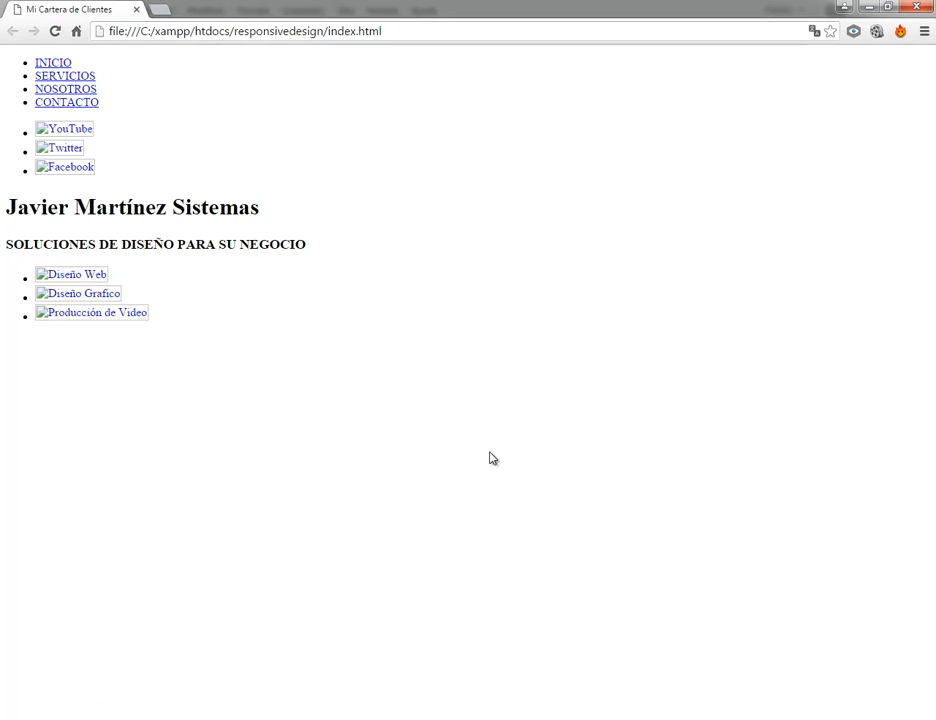 Mi Cartera de Clientes
file:///C:/xampp/htdocs/responsivedesign/index.html
INICIO
SERVICIOS
NOSOTROS
CONTACTO
YouTube
Twitter
Facebook
Javier Martínez Sistemas
SOLUCIONES DE DISEÑO PARA SU NEGOCIO
Diseño Web
Diseño Grafico
Producción de Video